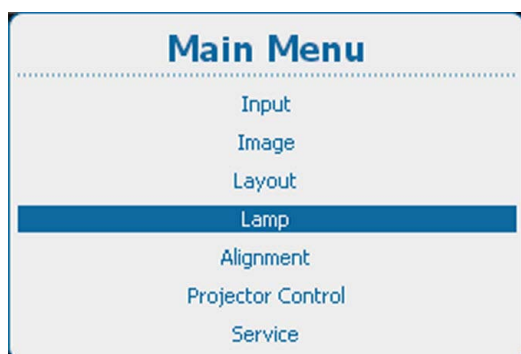 Main Menu
Input
Image
Layout
Lamp
Alignment
Projector Control
Service